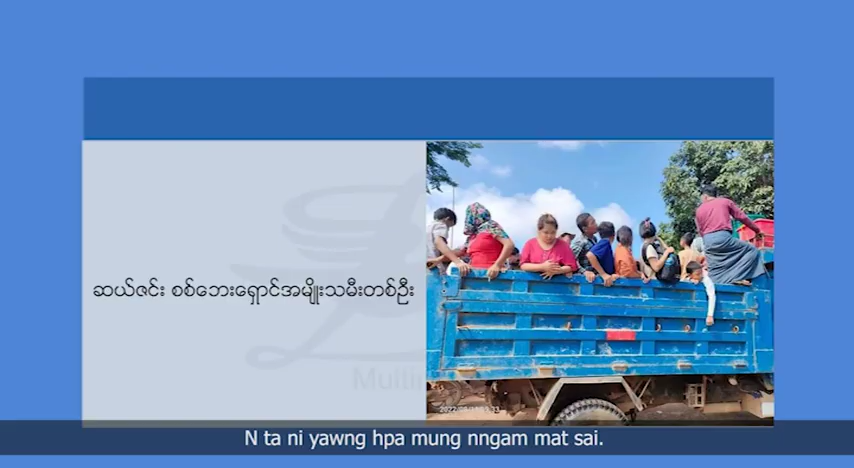 ဆယ်ဇင်း စစ်ဘေးရှောင်အမျိုးသမီးတစ်ဦး
N ta ni yawng hpa mung nngam mat sai.